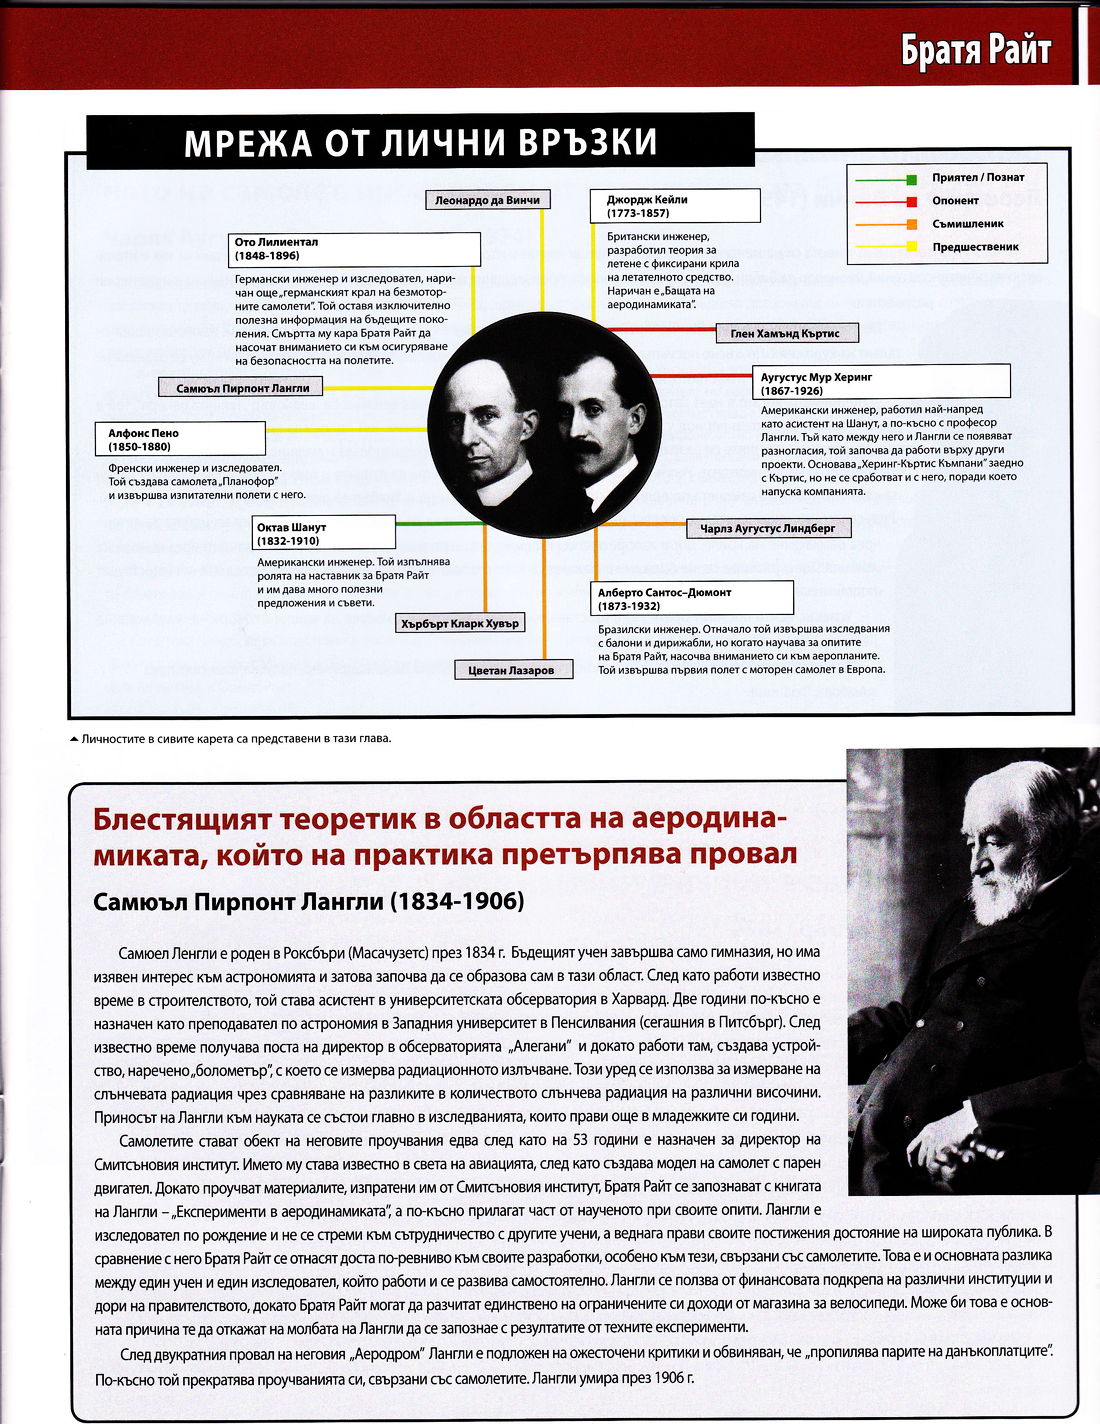 Братя Райт
МРЕЖА ОТ ЛИЧНИ ВРЪЗКИ
Приятел / Познат
Опонент
Съмишленик
Предшественик
Леонардо да Винчи
Джордж Кейли
(1773-1857)
Британски инженер,
разработил теория за
летене с фиксирани крила
на летателното средство.
Наричан е „Бащата на
аеродинамиката“.
Ото Лилиентал
(1848-1896)
Германски инженер и изследовател, нари-
чан още „германският крал на безмотор-
ните самолети“. Той оставя изключително
полезна информация на бъдещите поко-
ления. Смъртта му кара Братя Райт да
насочат вниманието си към осигуряване
на безопасността на полетите.
Глен Хамънд Къртис
Самюъл Пирпонт Лангли
Аугустус Мур Херинг
(1867-1926)
Американски инженер, работил най-напред
като асистент на Шанут, а по-късно с професор
Лангли. Тъй като между него и Лангли се появяват
разногласия, той започва да работи върху други
проекти. Основава „Херинг-Къртис Къмпани“ заедно
с Къртис, но не се сработват и с него, поради което
напуска компанията.
Алфонс Пено
(1850-1880)
Френски инженер и изследовател.
Той създава самолета „Планофор“
и извършва изпитателни полети с него.
Октав Шанут
(1832-1910)
Американски инженер. Той изпълнява
ролята на наставник за Братя Райт
и им дава много полезни
предложения и съвети.
Чарлз Аугустус Линдберг
Алберто Сантос–Дюмонт
(1873-1932)
Бразилски инженер. Отначало той извършва изследвания
с балони и дирижабли, но когато научава за опитите
на Братя Райт, насочва вниманието си към аеропланите.
Той извършва първия полет с моторен самолет в Европа.
Хърбърт Кларк Хувър
Цветан Лазаров
Личностите в сивите карета са представени в тази глава.
Блестящият теоретик в областта на аеродина-
миката, който на практика претърпява провал
Самюъл Пирпонт Лангли (1834-1906)
Самюел Ленгли е роден в Роксбъри (Масачузетс) през 1834 г. Бъдещият учен завършва само гимназия, но има
изявен интерес към астрономията и затова започва да се образова сам в тази област. След като работи известно
време в строителството, той става асистент в университетската обсерватория в Харвард. Две години по-късно е
назначен като преподавател по астрономия в Западния университет в Пенсилвания (сегашния в Питсбърг). След
известно време получава поста на директор в обсерваторията „Алегани“ и докато работи там, създава устрой-
ство, наречено „болометър“, с което се измерва радиационното излъчване. Този уред се използва за измерване на
слънчевата радиация чрез сравняване на разликите в количеството слънчева радиация на различни височини.
Приносът на Лангли към науката се състои главно в изследванията, които прави още в младежките си години.
Самолетите стават обект на неговите проучвания едва след като на 53 години е назначен за директор на
Смитсъновия институт. Името му става известно в света на авиацията, след като създава модел на самолет с парен
двигател. Докато проучват материалите, изпратени им от Смитсъновия институт, Братя Райт се запознават с книгата
на Лангли – „Експерименти в аеродинамиката“, а по-късно прилагат част от наученото при своите опити. Лангли е
изследовател по рождение и не се стреми към сътрудничество с другите учени, а веднага прави своите постижения достояние на широката публика. В
сравнение с него Братя Райт се отнасят доста по-ревниво към своите разработки, особено към тези, свързани със самолетите. Това е и основната разлика
между един учен и един изследовател, който работи и се развива самостоятелно. Лангли се ползва от финансовата подкрепа на различни институции и
дори на правителството, докато Братя Райт могат да разчитат единствено на ограничените си доходи от магазина за велосипеди. Може би това е основ-
ната причина те да откажат на молбата на Лангли да се запознае с резултатите от техните експерименти.
След двукратния провал на неговия „Аеродром“ Лангли е подложен на ожесточени критики и обвиняван, че „пропилява парите на данъкоплатците“.
По-късно той прекратява проучванията си, свързани със самолетите. Лангли умира през 1906 г.